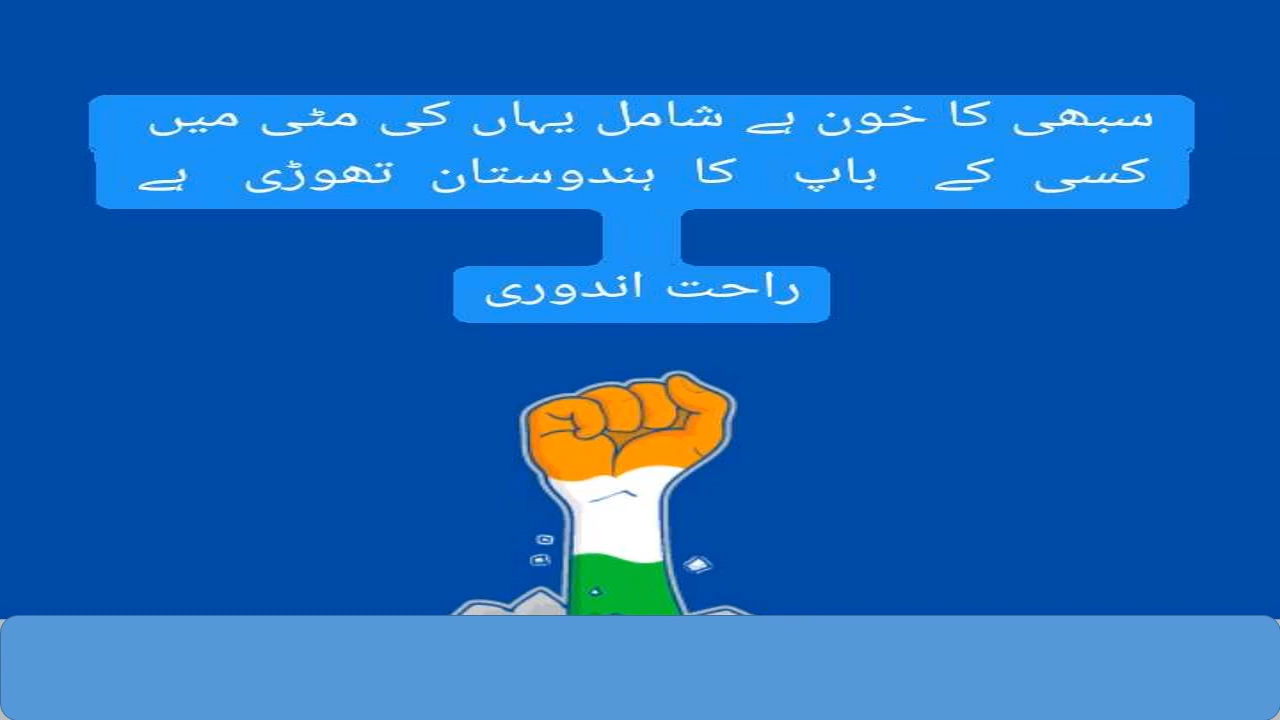 سبھی کا خون ہے شامل یہاں کی مٹی میں
کسی کے باپ کا ہندوستان تھوڑی ہے
راحت اندوری